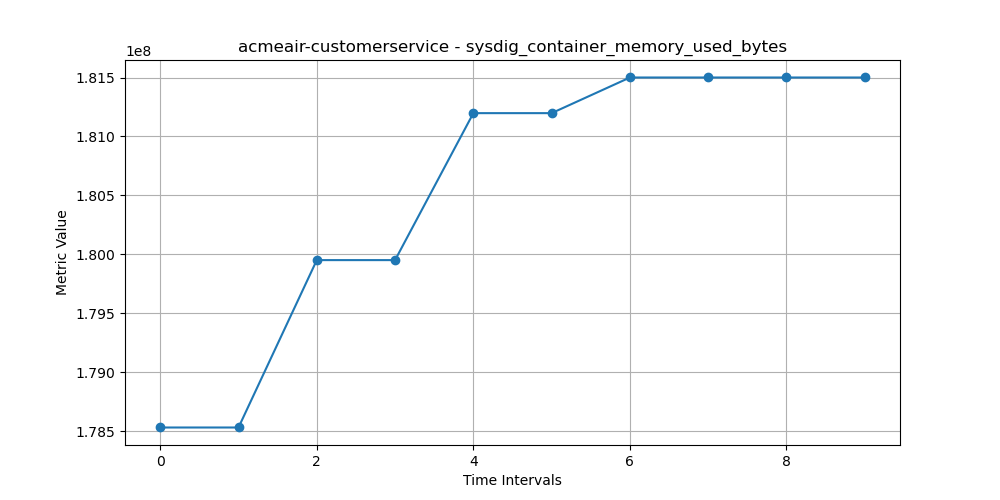 acmeair-customerservice - sysdig_container_memory_used_bytes
1e8
1.815
1.810
1.805
1.800
1.795
1.790
1.785
Metric Value
0 2 4 6 8
Time Intervals